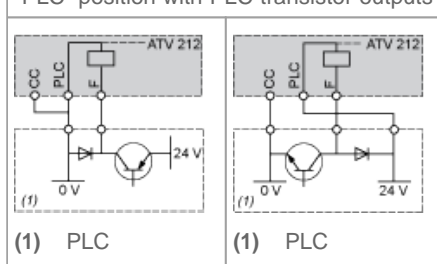 "PLC" position with PLC transistor outputs
ATV 212
CC
PLC
F
24 V
0 V
(1)
ATV 212
CC
PLC
F
0 V
24 V
(1)
(1) PLC
(1) PLC